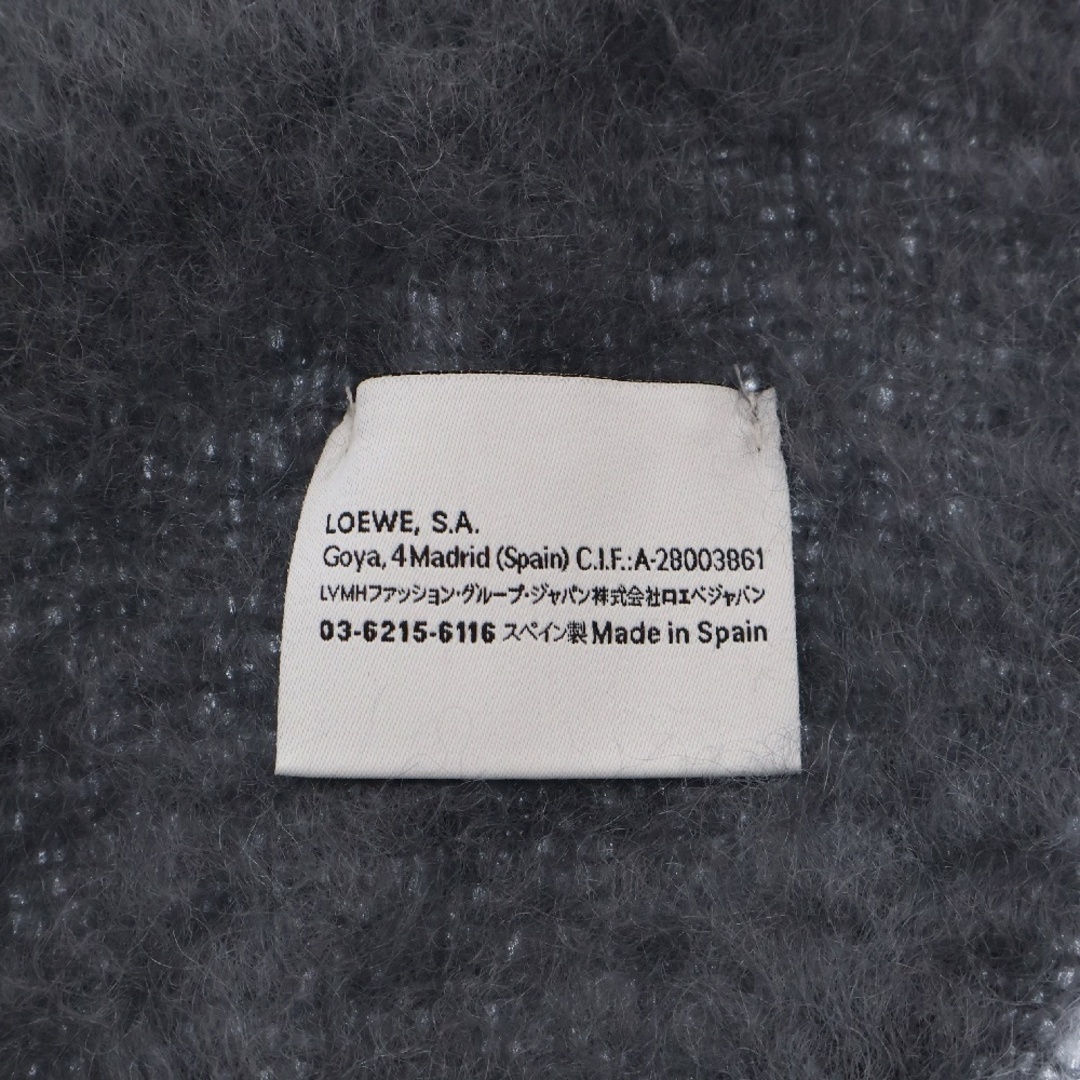 LOEWE, S.A.
Goya, 4 Madrid (Spain) C.I.F.:A-28003861
LVMHファッション・グループ・ジャパン株式会社ロエベジャパン
03-6215-6116 スペイン製 Made in Spain